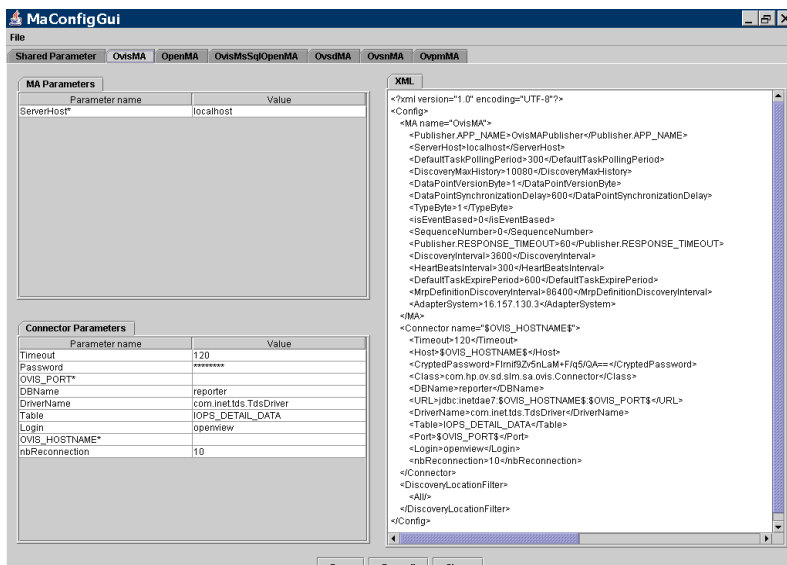 MaConfigGui
File
Shared Parameter OvisMA OpenMA OvisMsSqlOpenMA OvsdMA OvsnMA OvpmMA
MA Parameters
Parameter name Value
ServerHost* localhost
Connector Parameters
Parameter name Value
Timeout 120
Password ********
OVIS_PORT*
DBName reporter
DriverName com.inet.tds.TdsDriver
Table IOPS_DETAIL_DATA
Login openview
OVIS_HOSTNAME*
nbReconnection 10
XML
<?xml version="1.0" encoding="UTF-8"?>
<Config>
<MA name="OvisMA">
<Publisher.APP_NAME>OvisMAPublisher</Publisher.APP_NAME>
<ServerHost>localhost</ServerHost>
<DefaultTaskPollingPeriod>300</DefaultTaskPollingPeriod>
<DiscoveryMaxHistory>10080</DiscoveryMaxHistory>
<DataPointVersionByte>1</DataPointVersionByte>
<DataPointSynchronizationDelay>600</DataPointSynchronizationDelay>
<TypeByte>1</TypeByte>
<isEventBased>0</isEventBased>
<SequenceNumber>0</SequenceNumber>
<Publisher.RESPONSE_TIMEOUT>60</Publisher.RESPONSE_TIMEOUT>
<DiscoveryInterval>3600</DiscoveryInterval>
<HeartBeatsInterval>300</HeartBeatsInterval>
<DefaultTaskExpirePeriod>600</DefaultTaskExpirePeriod>
<MrpDefinitionDiscoveryInterval>86400</MrpDefinitionDiscoveryInterval>
<AdapterSystem>16.157.130.3</AdapterSystem>
</MA>
<Connector name="$OVIS_HOSTNAME$">
<Timeout>120</Timeout>
<Host>$OVIS_HOSTNAME$</Host>
<CryptedPassword>FIrnif9Zv5nLaM+F/q5/QA==</CryptedPassword>
<Class>com.hp.ov.sd.slm.sa.ovis.Connector</Class>
<DBName>reporter</DBName>
<URL>jdbc:inetdae7:$OVIS_HOSTNAME$:$OVIS_PORT$</URL>
<DriverName>com.inet.tds.TdsDriver</DriverName>
<Table>IOPS_DETAIL_DATA</Table>
<Port>$OVIS_PORT$</Port>
<Login>openview</Login>
<nbReconnection>10</nbReconnection>
</Connector>
<DiscoveryLocationFilter>
<All/>
</DiscoveryLocationFilter>
</Config>